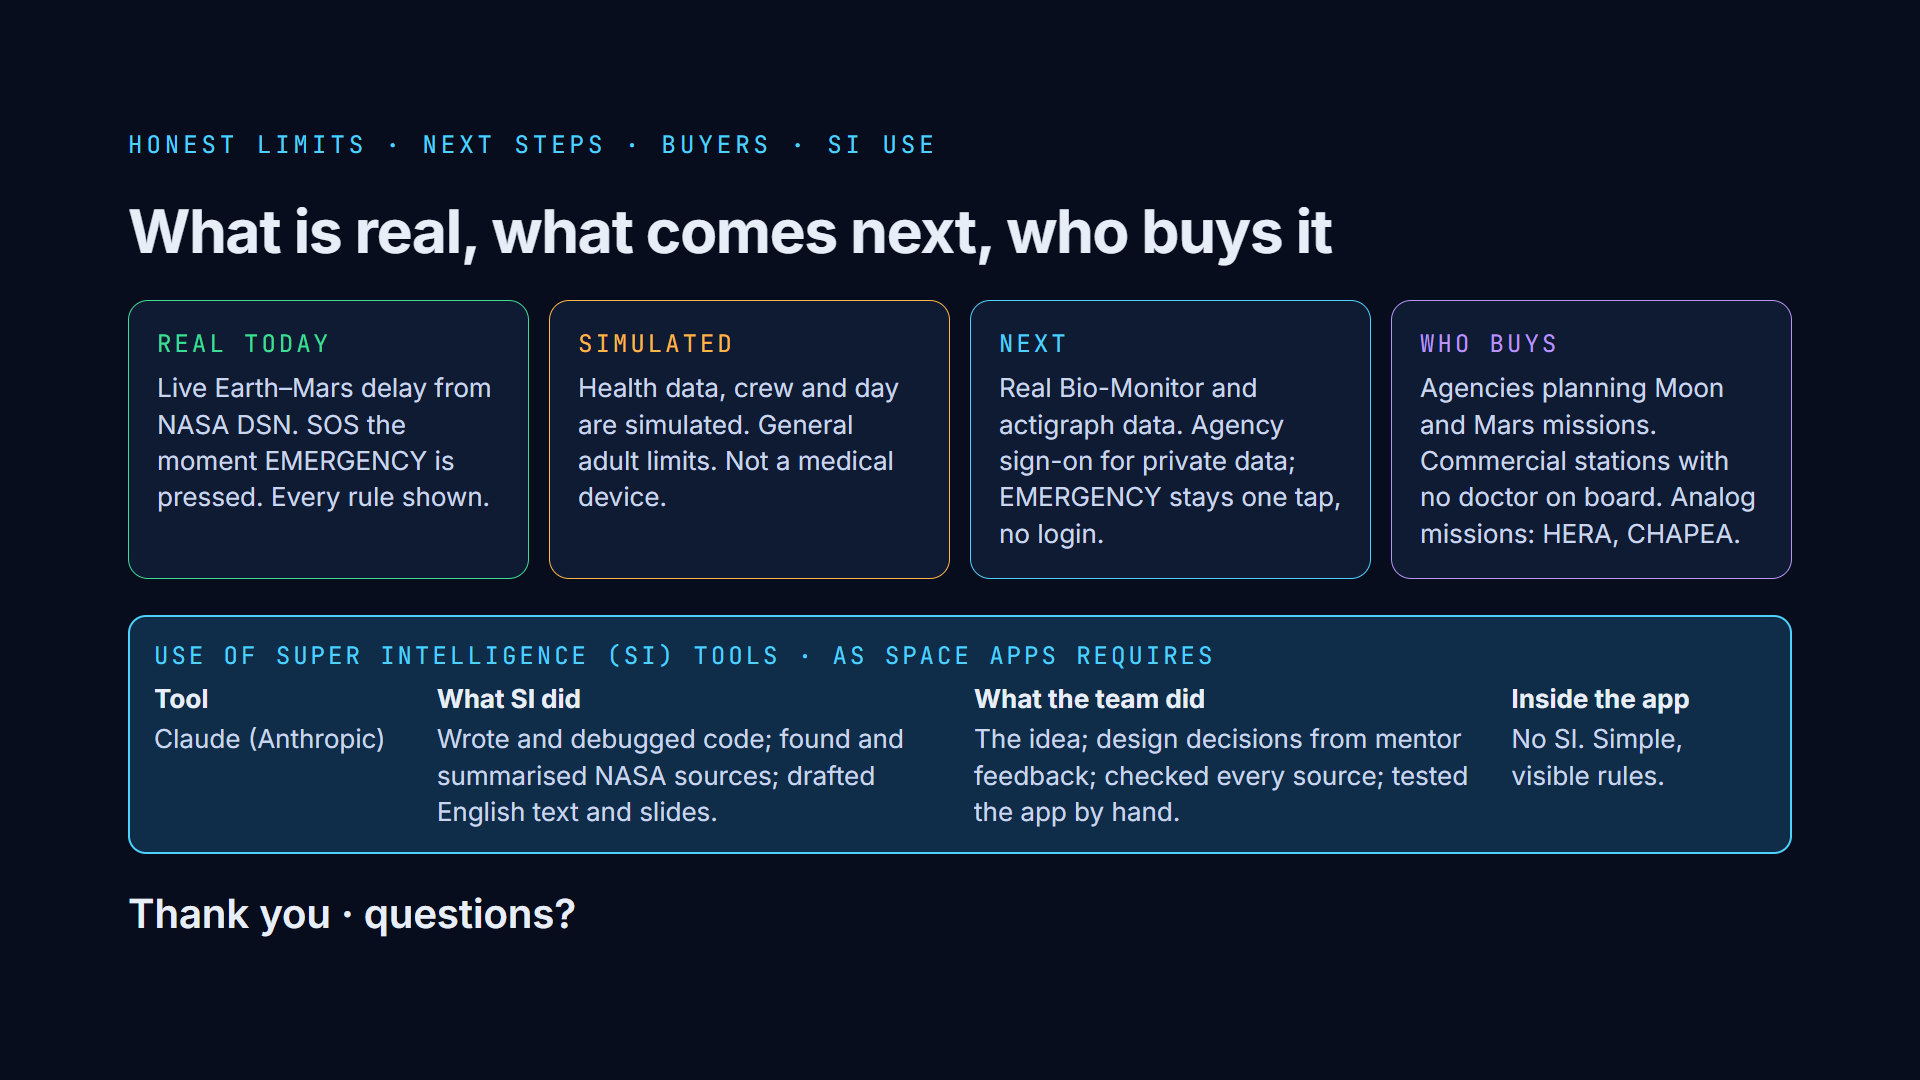 HONEST LIMITS · NEXT STEPS · BUYERS · SI USE
What is real, what comes next, who buys it
REAL TODAY
Live Earth–Mars delay from
NASA DSN. SOS the
moment EMERGENCY is
pressed. Every rule shown.
SIMULATED
Health data, crew and day
are simulated. General
adult limits. Not a medical
device.
NEXT
Real Bio-Monitor and
actigraph data. Agency
sign-on for private data;
EMERGENCY stays one tap,
no login.
WHO BUYS
Agencies planning Moon
and Mars missions.
Commercial stations with
no doctor on board. Analog
missions: HERA, CHAPEA.
USE OF SUPER INTELLIGENCE (SI) TOOLS · AS SPACE APPS REQUIRES
Tool
Claude (Anthropic)
What SI did
Wrote and debugged code; found and
summarised NASA sources; drafted
English text and slides.
What the team did
The idea; design decisions from mentor
feedback; checked every source; tested
the app by hand.
Inside the app
No SI. Simple,
visible rules.
Thank you · questions?